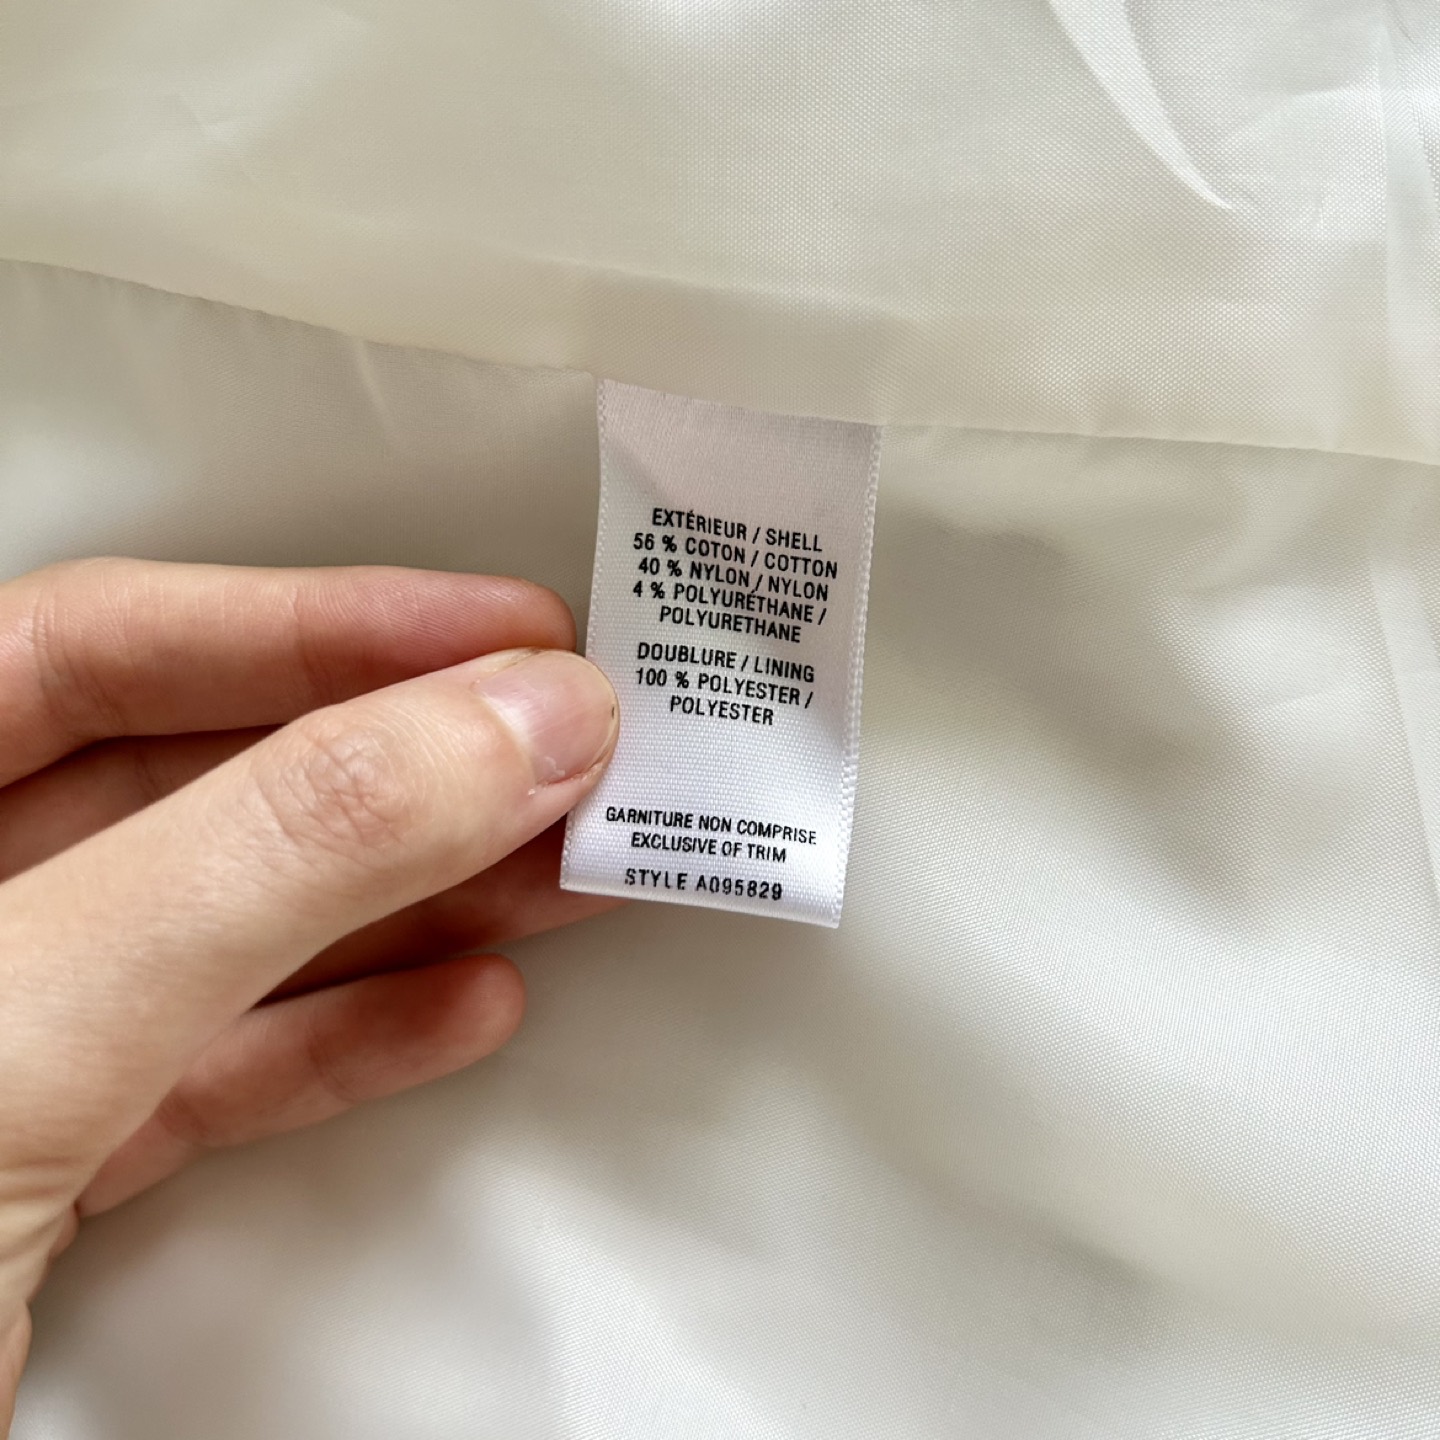 EXTÉRIEUR / SHELL
56 % COTON / COTTON
40 % NYLON / NYLON
4 % POLYURÉTHANE /
POLYURETHANE
DOUBLURE / LINING
100 % POLYESTER /
POLYESTER
GARNITURE NON COMPRISE
EXCLUSIVE OF TRIM
STYLE A095829